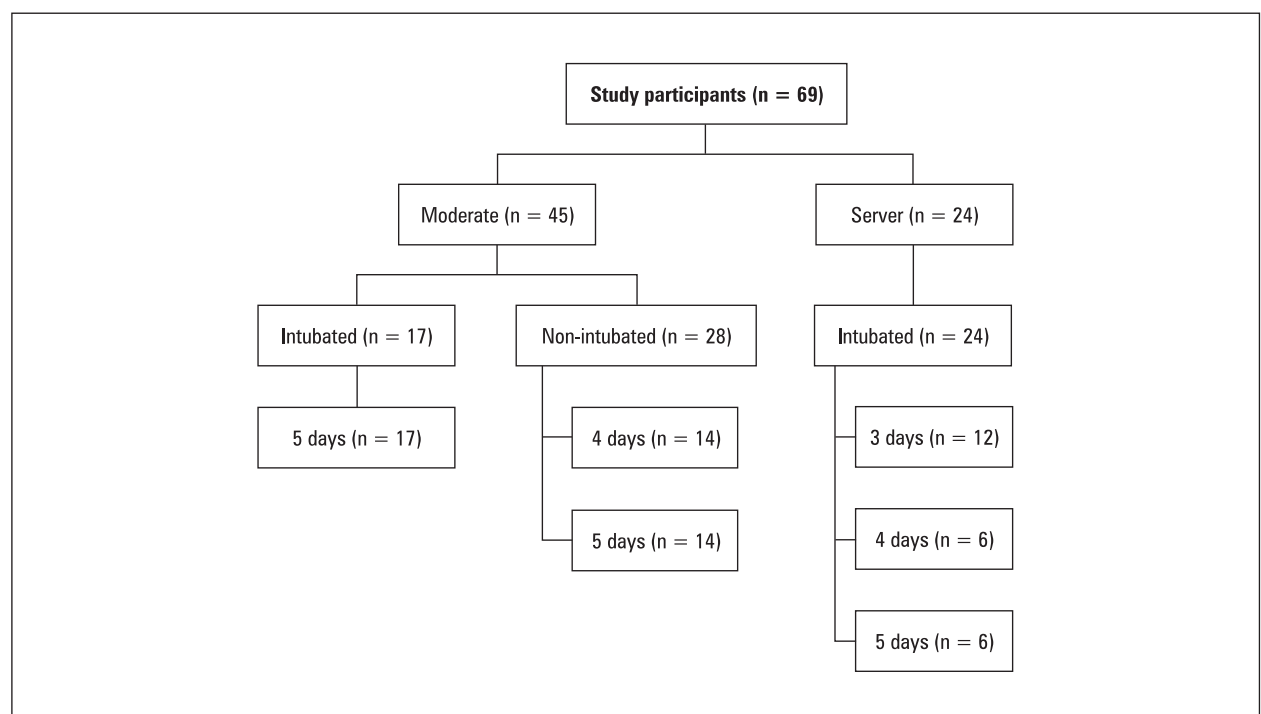 Study participants (n = 69)
Moderate (n = 45)
Server (n = 24)
Intubated (n = 17)
Non-intubated (n = 28)
Intubated (n = 24)
5 days (n = 17)
4 days (n = 14)
3 days (n = 12)
5 days (n = 14)
4 days (n = 6)
5 days (n = 6)